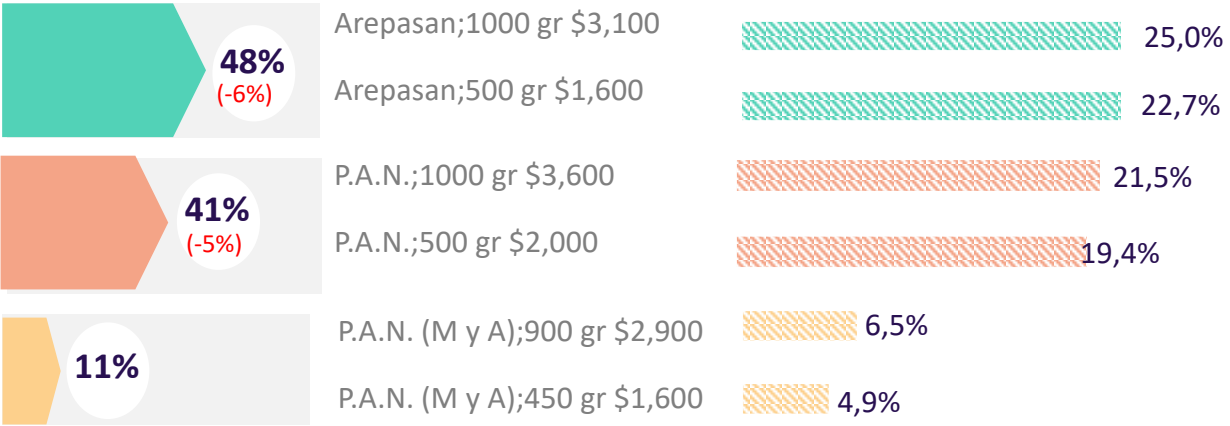 48%
(-6%)
Arepasan;1000 gr $3,100
25,0%
Arepasan;500 gr $1,600
22,7%
41%
(-5%)
P.A.N.;1000 gr $3,600
21,5%
P.A.N.;500 gr $2,000
19,4%
11%
P.A.N. (M y A);900 gr $2,900
6,5%
P.A.N. (M y A);450 gr $1,600
4,9%